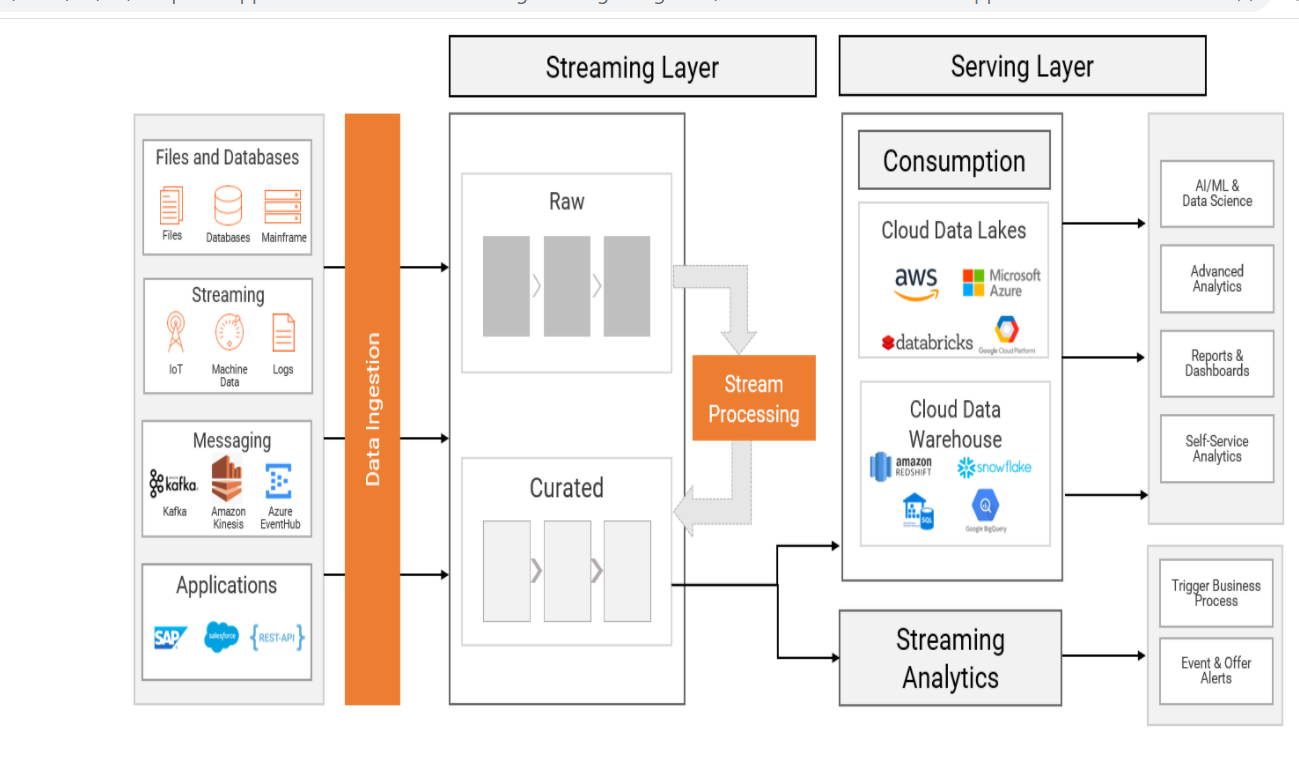 Streaming Layer
Serving Layer
Files and Databases
Files
Databases
Mainframe
Streaming
IoT
Machine
Data
Logs
Messaging
kafka.
Kafka
Amazon
Kinesis
Azure
EventHub
Applications
SAP
salesforce
{REST-API}
Data Ingestion
Raw
Stream
Processing
Curated
Consumption
Cloud Data Lakes
aws
Microsoft
Azure
databricks
Google Cloud Platform
Cloud Data
Warehouse
amazon
REDSHIFT
snowflake
SQL
Google BigQuery
Streaming
Analytics
AI/ML &
Data Science
Advanced
Analytics
Reports &
Dashboards
Self-Service
Analytics
Trigger Business
Process
Event & Offer
Alerts